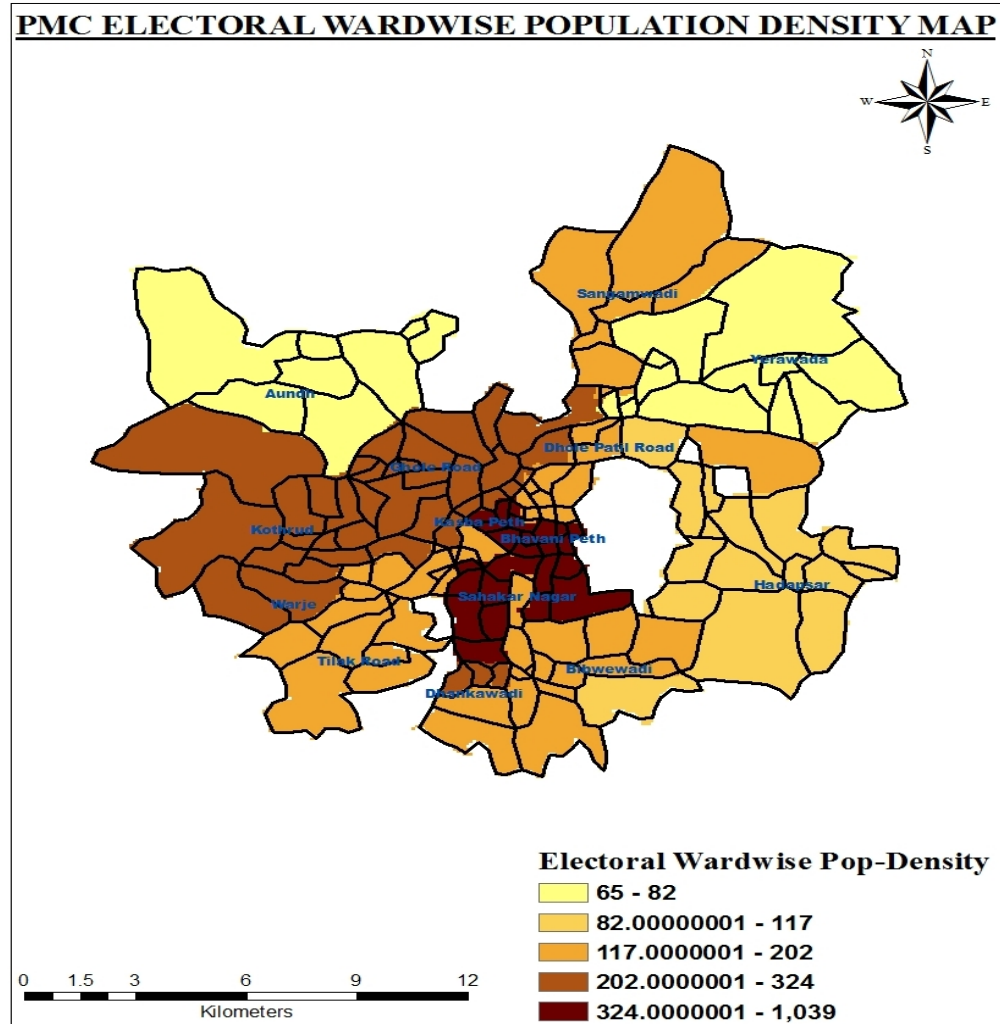 PMC ELECTORAL WARDWISE POPULATION DENSITY MAP
N
W E
S
Sangamwadi
Yerawada
Aundh
Dhole Patil Road
Ghole Road
Kasba Peth
Kothrud
Bhavani Peth
Hadapsar
Sahakar Nagar
Warje
Tilak Road
Bibwewadi
Dhankawadi
Electoral Wardwise Pop-Density
65 - 82
82.00000001 - 117
117.0000001 - 202
202.0000001 - 324
324.0000001 - 1,039
0 1.5 3 6 9 12
Kilometers